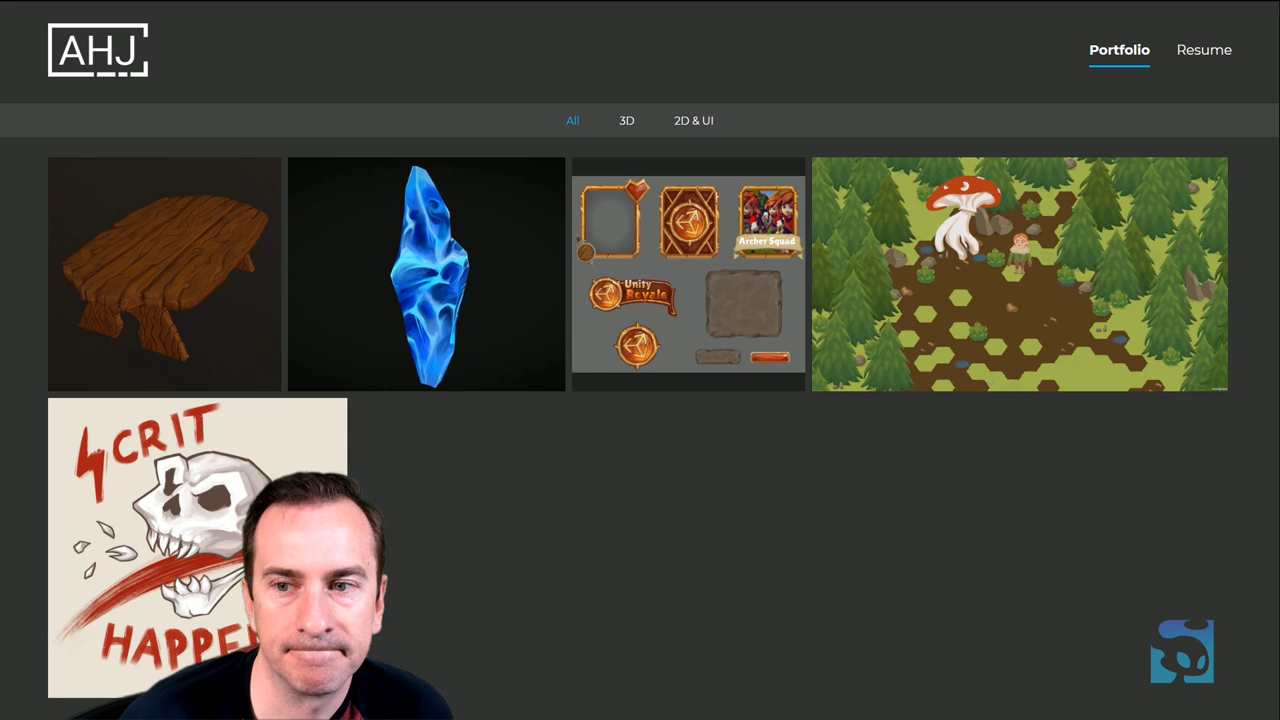 AHJ
Portfolio
Resume
All
3D
2D & UI
Archer Squad
Unity
Royale
CRIT
HAPPE